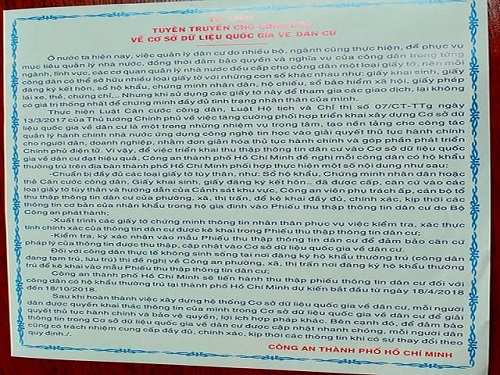 TUYÊN TRUYỀN CHO CÔNG DÂN
VỀ CƠ SỞ DỮ LIỆU QUỐC GIA VỀ DÂN CƯ
Ở nước ta hiện nay, việc quản lý dân cư do nhiều bộ, ngành cùng thực hiện, để phục vụ
mục tiêu quản lý nhà nước, đồng thời đảm bảo quyền và nghĩa vụ của công dân trong từng
ngành, lĩnh vực, các cơ quan quản lý nhà nước đều cấp cho công dân một loại giấy tờ, nên mỗi
công dân có thể sở hữu nhiều loại giấy tờ với những con số khác nhau như: giấy khai sinh, giấy
đăng ký kết hôn, sổ hộ khẩu, chứng minh nhân dân, hộ chiếu, số bảo hiểm xã hội, giấy phép
lái xe, thẻ, chứng chỉ... Nhưng khi sử dụng các giấy tờ này để tham gia các giao dịch, lại không
có giá trị thống nhất để chứng minh đầy đủ tình trạng nhân thân của mình.
Thực hiện Luật Căn cước công dân, Luật Hộ tịch và Chỉ thị số 07/CT-TTg ngày
13/3/2017 của Thủ tướng Chính phủ về việc tăng cường phối hợp triển khai xây dựng Cơ sở dữ
liệu quốc gia về dân cư là một trong những nhiệm vụ trọng tâm, tạo nền tảng cho công tác
quản lý hành chính nhà nước ứng dụng công nghệ tin học vào giải quyết thủ tục hành chính
cho người dân, doanh nghiệp, nhằm đơn giản hóa thủ tục hành chính và góp phần phát triển
Chính phủ điện tử. Vì vậy, để việc triển khai thu thập thông tin dân cư và Cơ sở dữ liệu quốc
gia về dân cư đạt hiệu quả, Công an thành phố Hồ Chí Minh đề nghị mỗi công dân có hộ khẩu
thường trú trên địa bàn thành phố Hồ Chí Minh phối hợp thực hiện một số nội dung như sau:
-Chuẩn bị đầy đủ các loại giấy tờ tùy thân, như: Sổ hộ khẩu, Chứng minh nhân dân hoặc
thẻ Căn cước công dân, Giấy khai sinh, giấy đăng ký kết hôn... đã được cấp, căn cứ vào các
loại giấy tờ tùy thân và hướng dẫn của Cảnh sát khu vực, Công an viên phụ trách ấp, cán bộ tổ
thu thập thông tin dân cư của phường, xã, thị trấn, để kê khai đầy đủ, chính xác, kịp thời các
thông tin cơ bản của nhân khẩu trong hộ gia đình vào Phiếu thu thập thông tin dân cư do Bộ
Công an phát hành;
-Xuất trình các giấy tờ chứng minh thông tin nhân thân phục vụ việc kiểm tra, xác thực
tính chính xác của thông tin dân cư được kê khai trong Phiếu thu thập thông tin dân cư;
-Kiểm tra, ký xác nhận vào mẫu Phiếu thu thập thông tin dân cư để đảm bảo căn cứ
pháp lý của thông tin được thu thập, cập nhật vào Cơ sở dữ liệu quốc gia về dân cư.
Đối với công dân thực tế không sinh sống tại nơi đăng ký hộ khẩu thường trú (công dân
đang tạm trú, lưu trú) thì đề nghị về Công an phường, xã, thị trấn nơi đăng ký hộ khẩu thường
trú để kê khai vào mẫu Phiếu thu thập thông tin dân cư;
Công an thành phố Hồ Chí Minh sẽ tiến hành thu thập phiếu thông tin dân cư đối với
công dân có hộ khẩu thường trú tại thành phố Hồ Chí Minh dự kiến bắt đầu từ ngày 18/4/2018
đến 18/10/2018.
Sau khi hoàn thành việc xây dựng hệ thống Cơ sở dữ liệu quốc gia về dân cư, mỗi người
dân được quyền khai thác thông tin của mình trong Cơ sở dữ liệu quốc gia về dân cư để giải
quyết thủ tục hành chính và bảo vệ quyền, lợi ích hợp pháp khác. Bên cạnh đó, để đảm bảo
thông tin trong Cơ sở dữ liệu quốc gia về dân cư được cập nhật nhanh chóng, mỗi người dân
cũng có trách nhiệm cung cấp đầy đủ, chính xác, kịp thời các thông tin khi có sự thay đổi theo
quy định./.
CÔNG AN THÀNH PHỐ HỒ CHÍ MINH